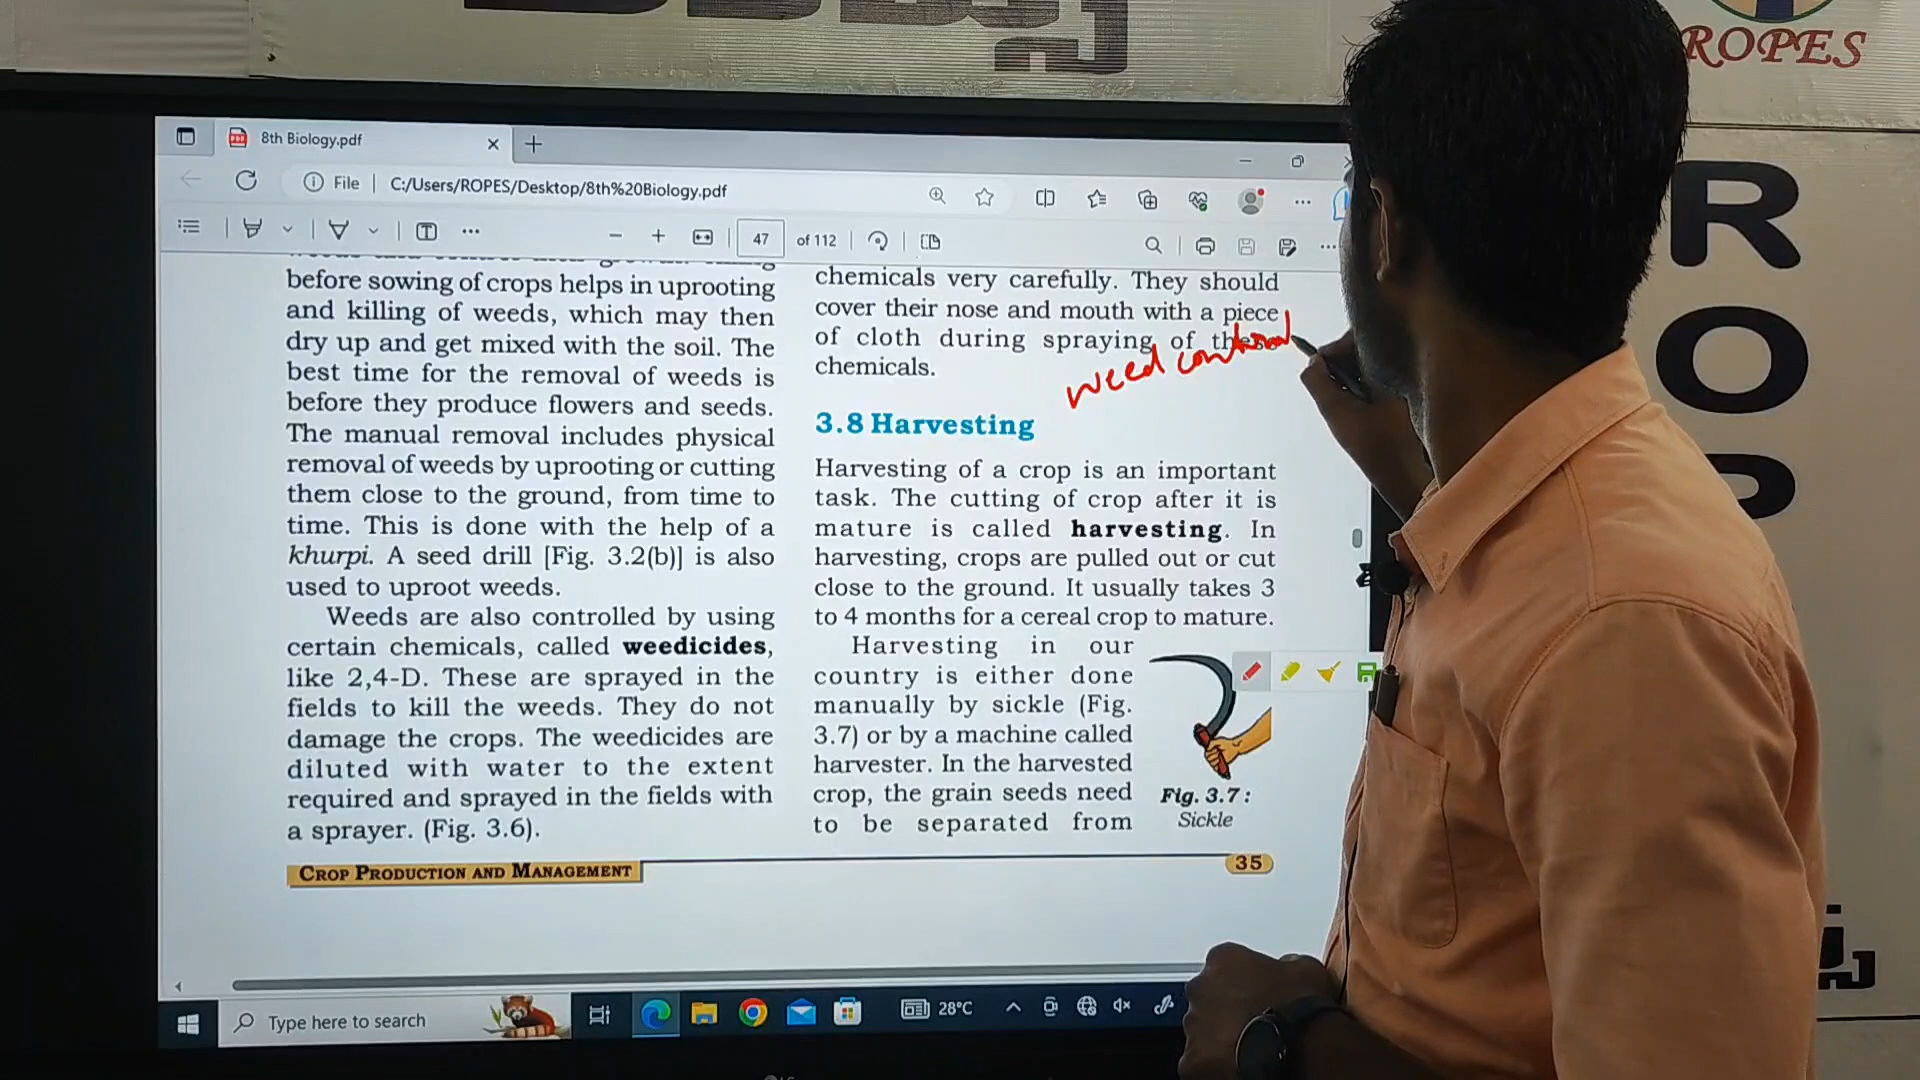 ROPES
R
O
P
8th Biology.pdf
File C:/Users/ROPES/Desktop/8th%20Biology.pdf
47 of 112
before sowing of crops helps in uprooting
and killing of weeds, which may then
dry up and get mixed with the soil. The
best time for the removal of weeds is
before they produce flowers and seeds.
The manual removal includes physical
removal of weeds by uprooting or cutting
them close to the ground, from time to
time. This is done with the help of a
khurpi. A seed drill [Fig. 3.2(b)] is also
used to uproot weeds.
Weeds are also controlled by using
certain chemicals, called weedicides,
like 2,4-D. These are sprayed in the
fields to kill the weeds. They do not
damage the crops. The weedicides are
diluted with water to the extent
required and sprayed in the fields with
a sprayer. (Fig. 3.6).
chemicals very carefully. They should
cover their nose and mouth with a piece
of cloth during spraying of these
chemicals.
weed control
3.8 Harvesting
Harvesting of a crop is an important
task. The cutting of crop after it is
mature is called harvesting. In
harvesting, crops are pulled out or cut
close to the ground. It usually takes 3
to 4 months for a cereal crop to mature.
Harvesting in our
country is either done
manually by sickle (Fig.
3.7) or by a machine called
harvester. In the harvested
crop, the grain seeds need
to be separated from
Fig. 3.7 :
Sickle
CROP PRODUCTION AND MANAGEMENT
35
Type here to search
28°C